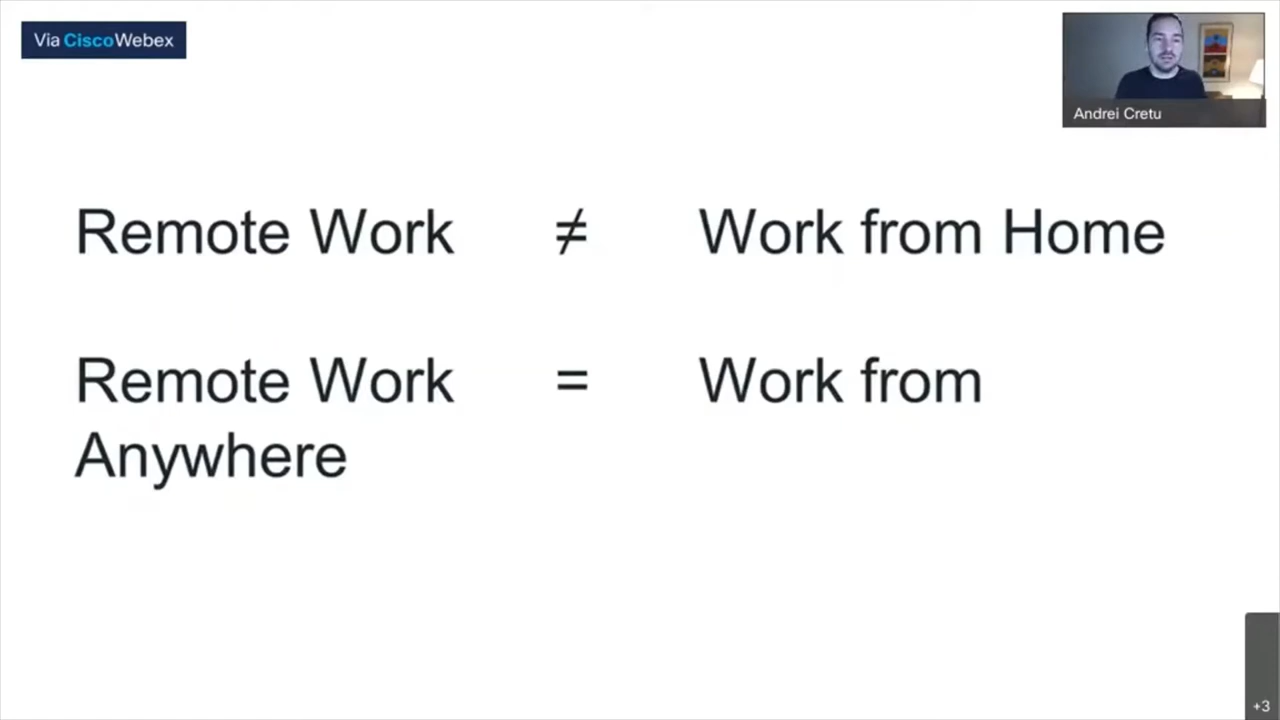 Via CiscoWebex
Andrei Cretu
Remote Work ≠ Work from Home
Remote Work = Work from
Anywhere
+3